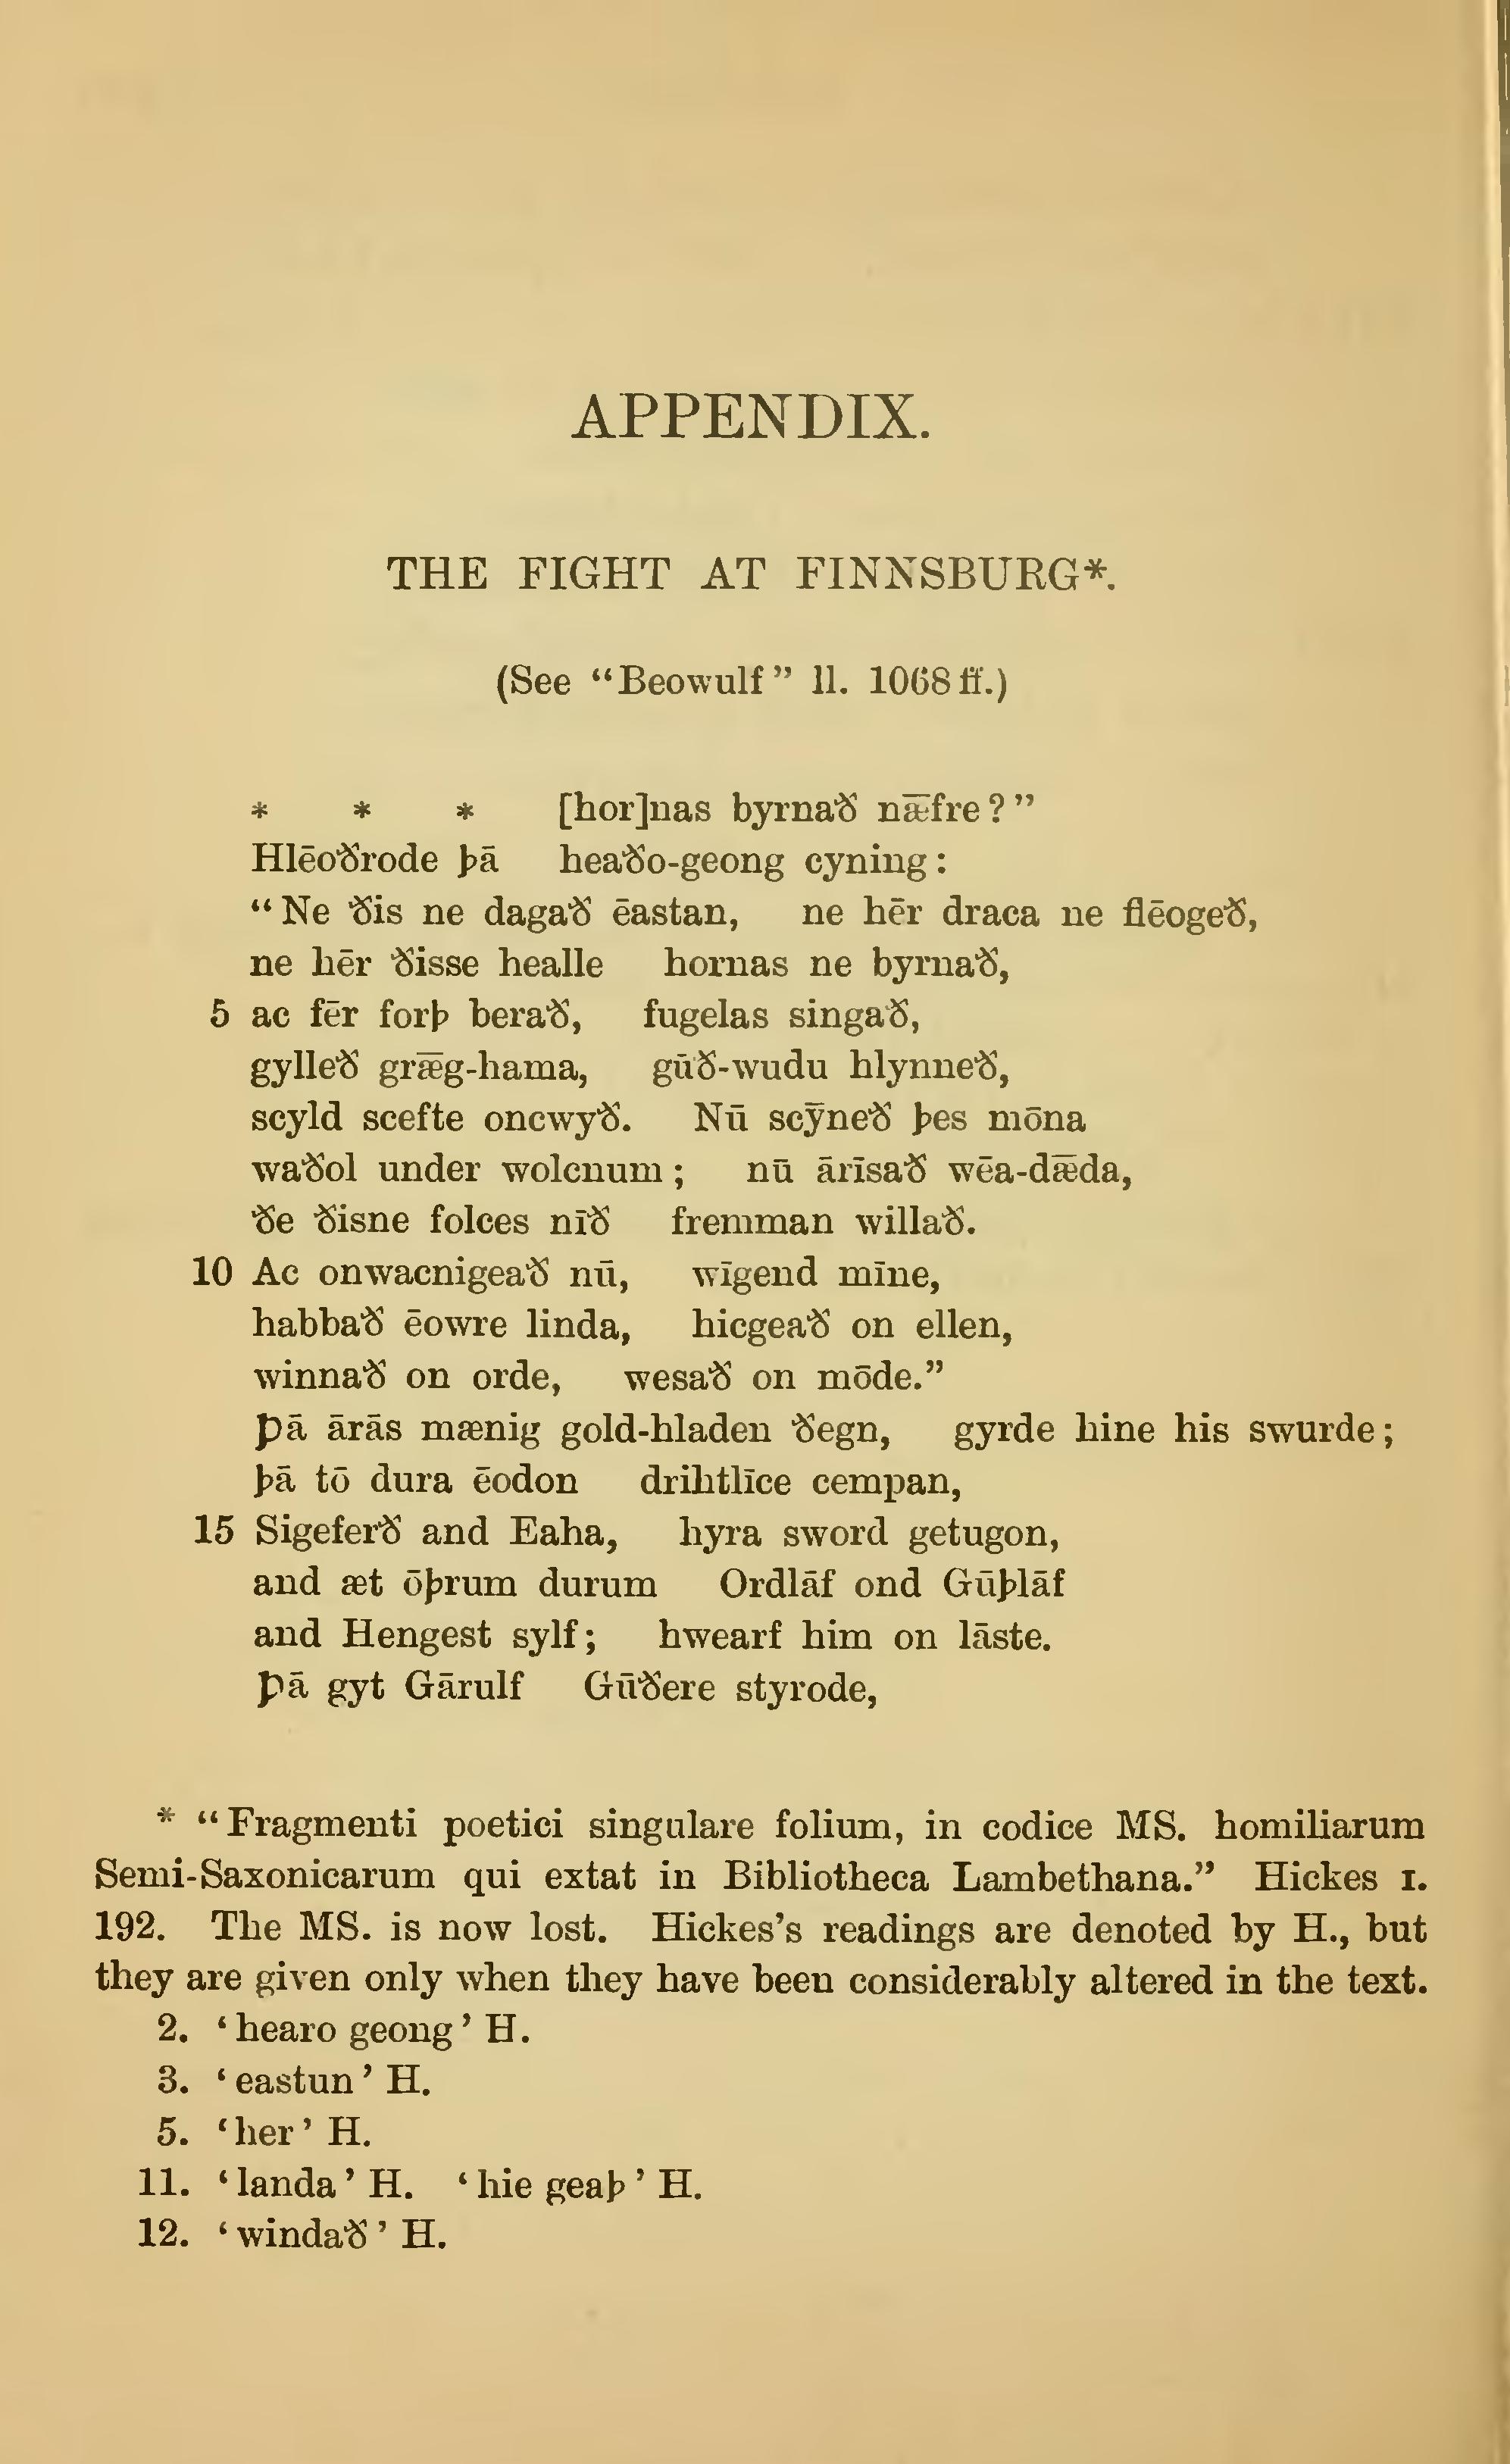 APPENDIX.
THE FIGHT AT FINNSBURG*.
(See “Beowulf” ll. 1068 ff.)
* * * [hor]nas byrnað nǣfre?”
Hlēoðrode þā heaðo-geong cyning:
“Ne ðis ne dagað ēastan, ne hēr draca ne flēogeð,
ne hēr ðisse healle hornas ne byrnað,
5 ac fēr forþ berað, fugelas singað,
gylleð grǣg-hama, gūð-wudu hlynneð,
scyld scefte oncwyð. Nū scȳneð þes mōna
waðol under wolcnum; nū ārīsað wēa-dǣda,
ðe ðisne folces nīð fremman willað.
10 Ac onwacnigeað nū, wīgend mīne,
habbað ēowre linda, hicgeað on ellen,
winnað on orde, wesað on mōde.”
Þā ārās mænig gold-hladen ðegn, gyrde hine his swurde;
þā tō dura ēodon drihtlīce cempan,
15 Sigeferð and Eaha, hyra sword getugon,
and æt ōþrum durum Ordlāf ond Gūþlāf
and Hengest sylf; hwearf him on lāste.
Þā gyt Gārulf Gūðere styrode,
* “Fragmenti poetici singulare folium, in codice MS. homiliarum
Semi-Saxonicarum qui extat in Bibliotheca Lambethana.” Hickes I.
192. The MS. is now lost. Hickes’s readings are denoted by H., but
they are given only when they have been considerably altered in the text.
2. ‘hearo geong’ H.
3. ‘eastun’ H.
5. ‘her’ H.
11. ‘landa’ H. ‘hie geaþ’ H.
12. ‘windað’ H.